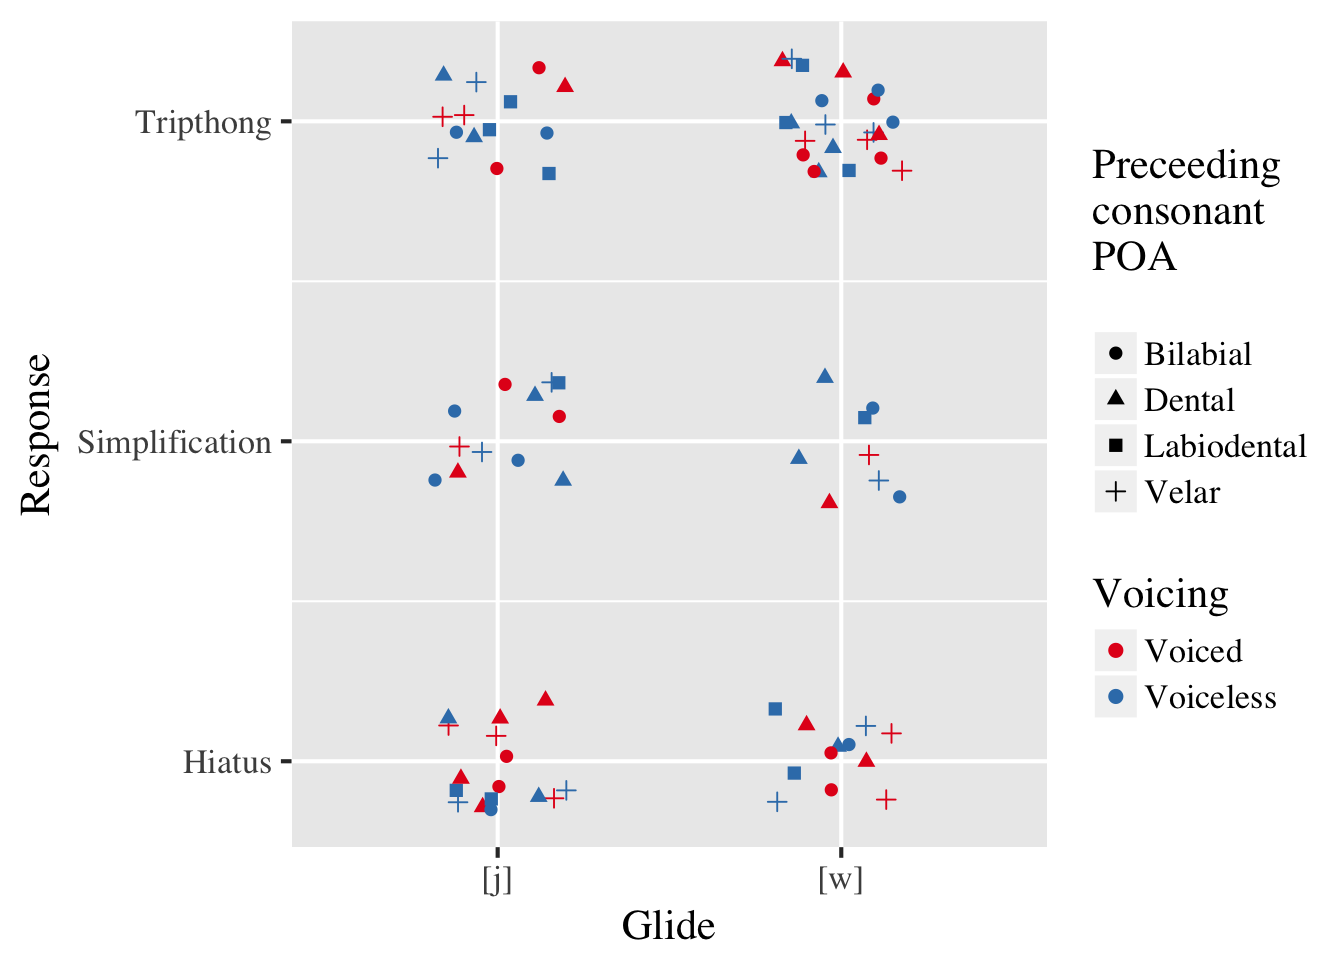 Tripthong
Simplification
Hiatus
Response
[j]
[w]
Glide
Preceeding
consonant
POA
Bilabial
Dental
Labiodental
Velar
Voicing
Voiced
Voiceless